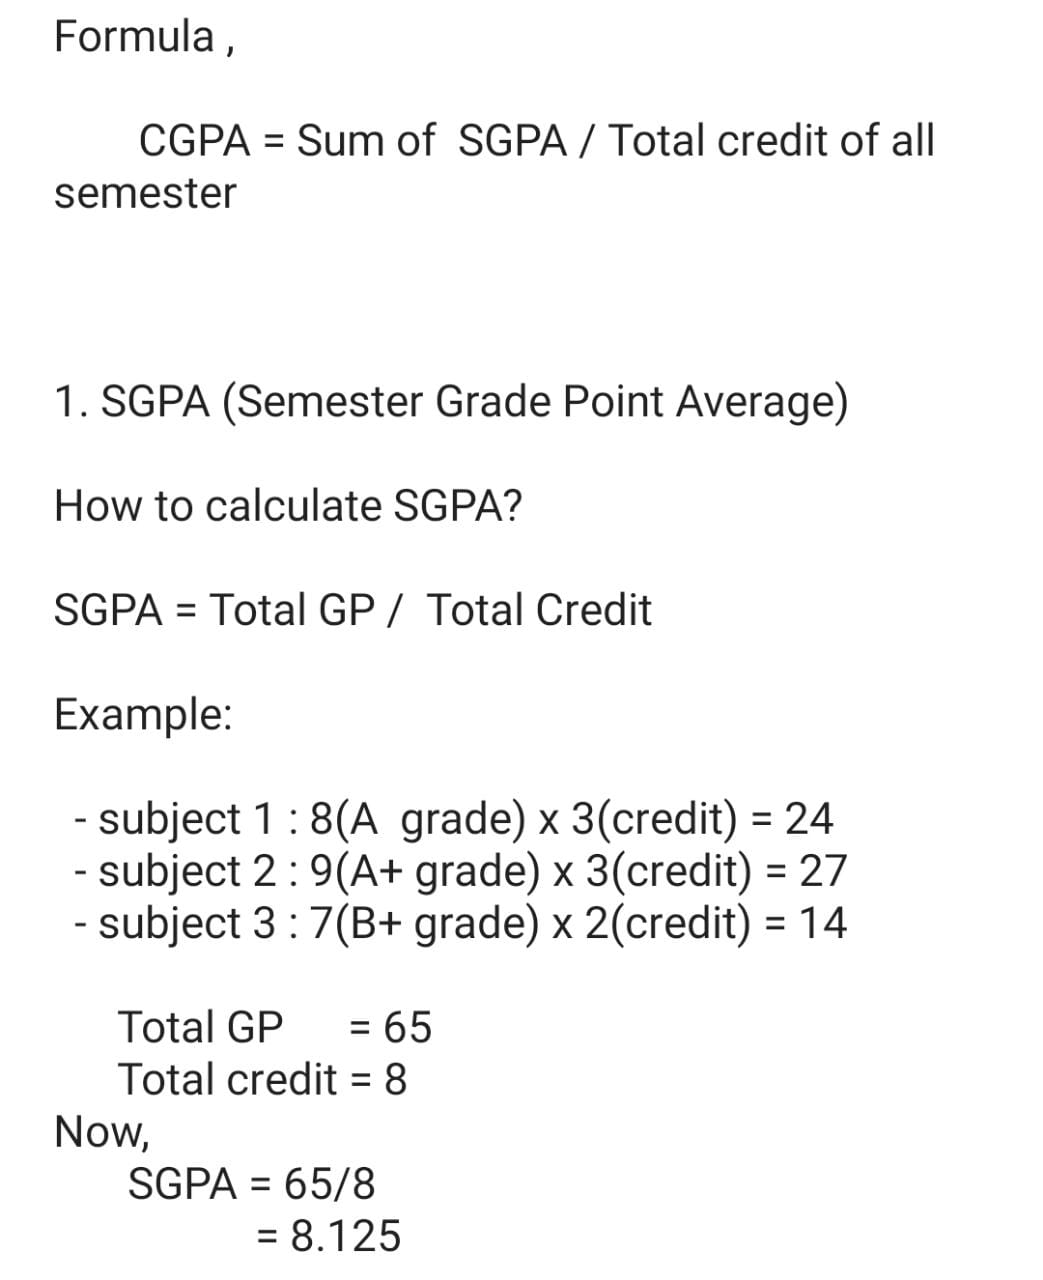 Formula ,
CGPA = Sum of SGPA / Total credit of all
semester
1. SGPA (Semester Grade Point Average)
How to calculate SGPA?
SGPA = Total GP / Total Credit
Example:
- subject 1 : 8(A grade) x 3(credit) = 24
- subject 2 : 9(A+ grade) x 3(credit) = 27
- subject 3 : 7(B+ grade) x 2(credit) = 14
Total GP = 65
Total credit = 8
Now,
SGPA = 65/8
= 8.125